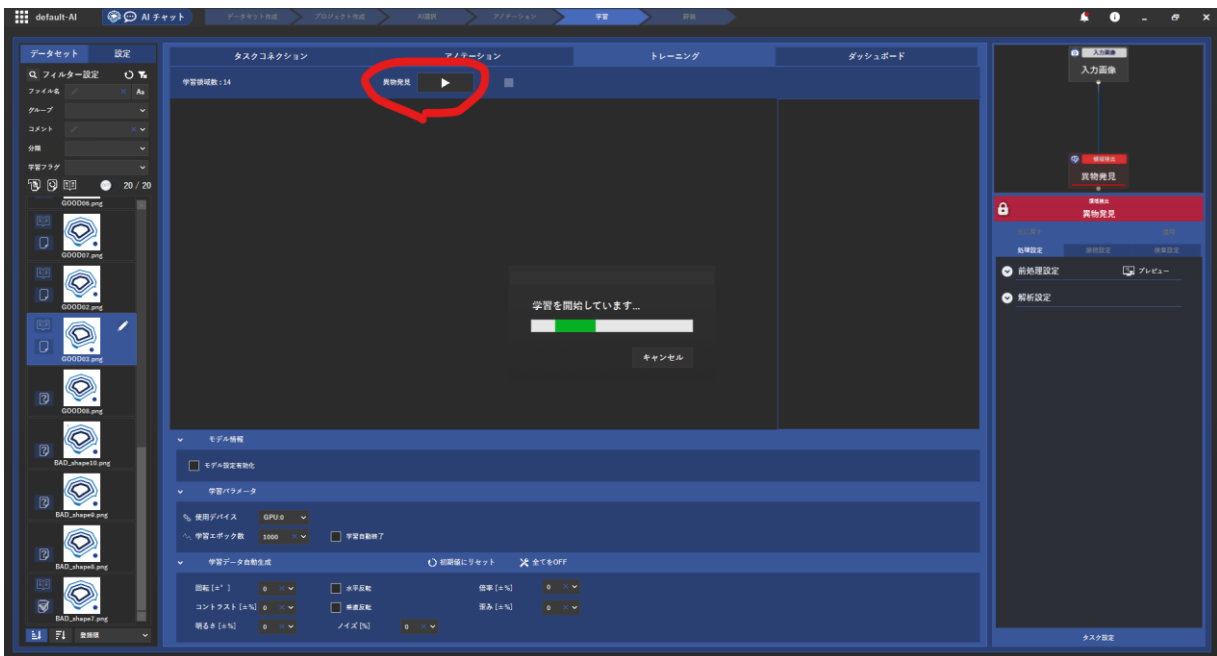 default-AI
AI チャット
データセット作成
プロジェクト作成
AI選択
アノテーション
学習
評価
データセット
設定
フィルター設定
ファイル名
Aa
グループ
コメント
分類
学習フラグ
20 / 20
GOOD06.png
GOOD07.png
GOOD02.png
GOOD03.png
GOOD08.png
BAD_shape10.png
BAD_shape8.png
BAD_shape9.png
BAD_shape7.png
登録順
タスクコネクション
アノテーション
トレーニング
ダッシュボード
学習領域数:14
異物発見
学習を開始しています...
キャンセル
モデル情報
モデル設定有効化
学習パラメータ
使用デバイス
GPU:0
学習エポック数
1000
学習自動終了
学習データ自動生成
初期値にリセット
全てをOFF
回転 [±°]
0
水平反転
倍率 [±%]
0
コントラスト [±%]
0
垂直反転
歪み [±%]
0
明るさ [±%]
0
ノイズ [%]
0
入力画像
入力画像
領域検出
異物発見
領域検出
異物発見
元に戻す
適用
処理設定
前処理設定
プレビュー
解析設定
タスク設定